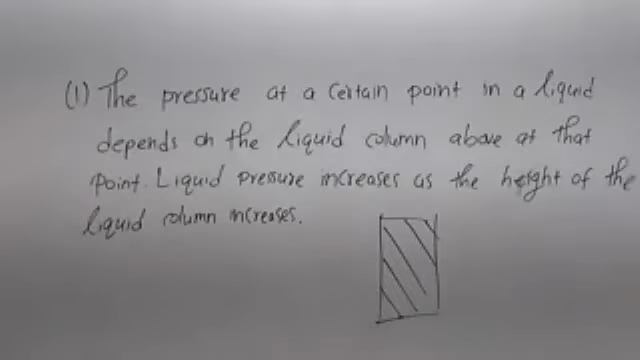 (1) The pressure at a certain point in a liquid
depends on the liquid column above at that
point. Liquid pressure increases as the height of the
liquid column increases.